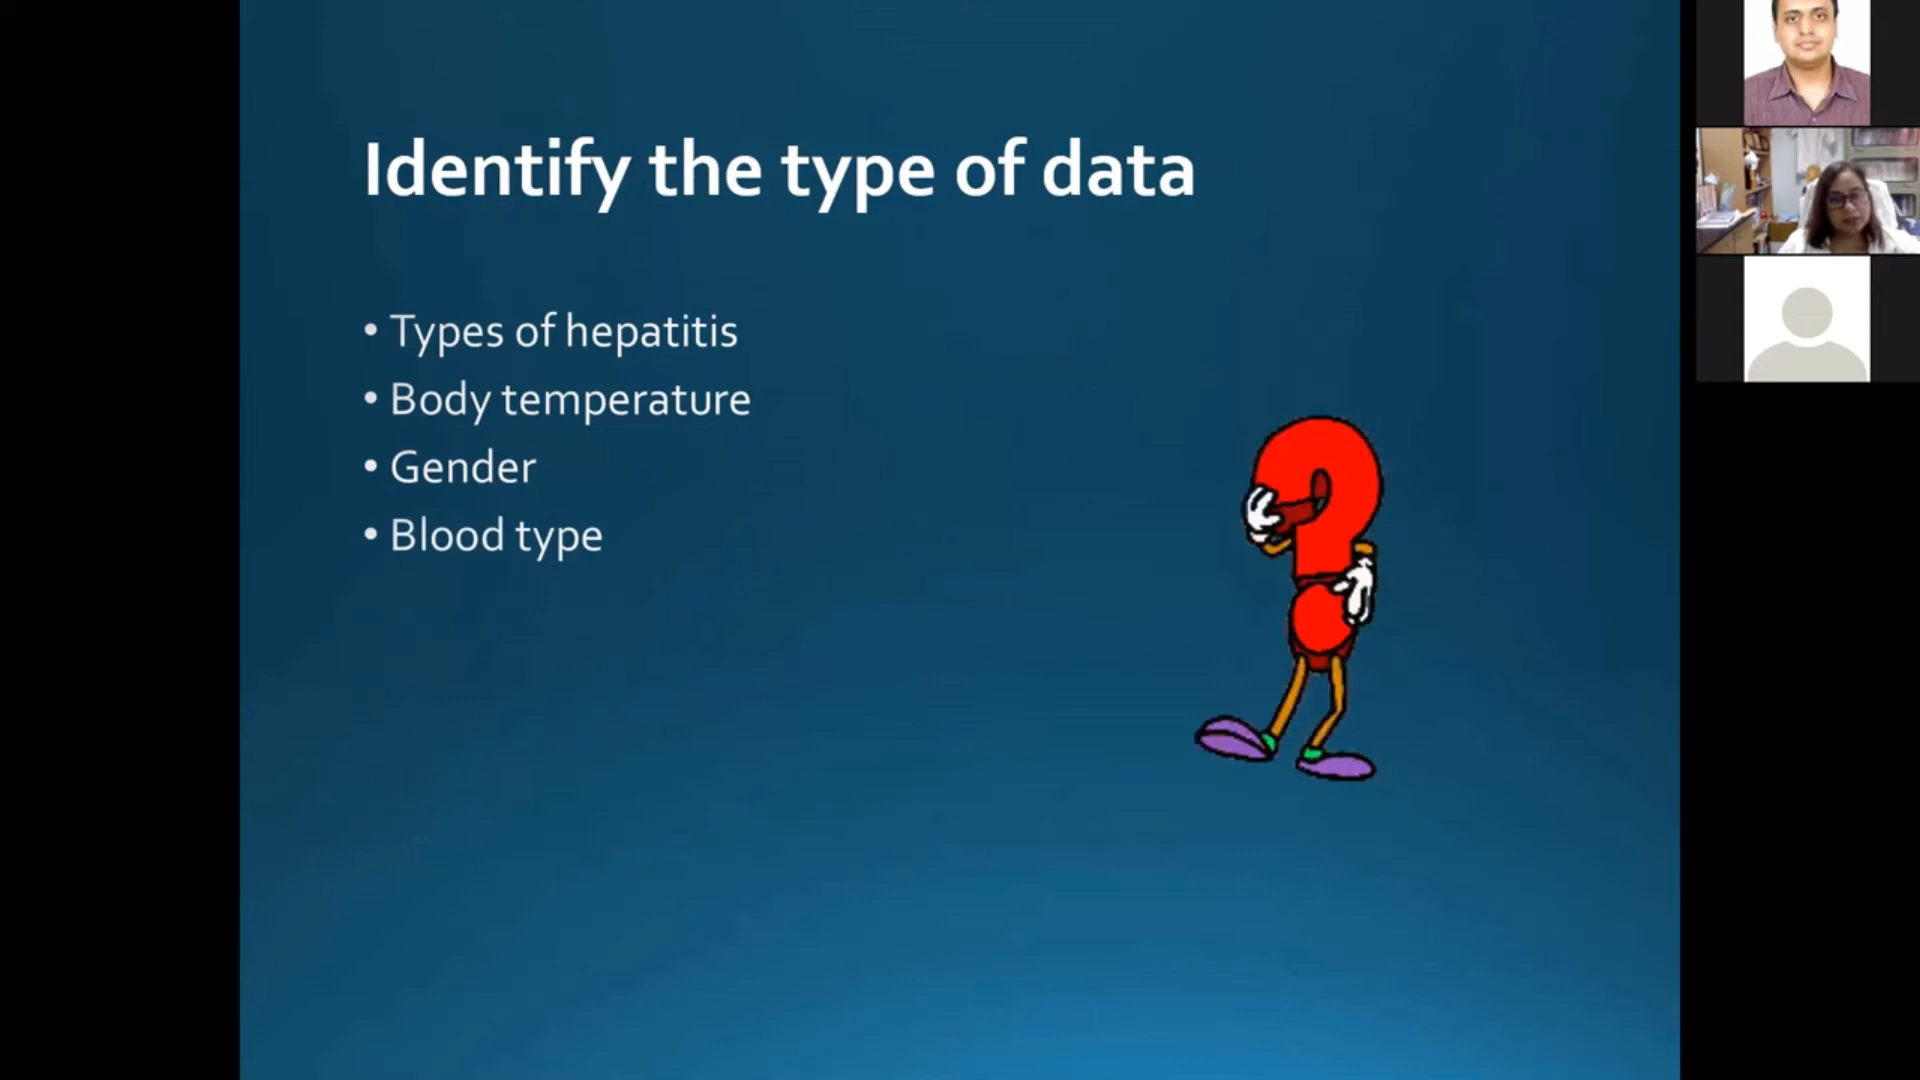 Identify the type of data
• Types of hepatitis
• Body temperature
• Gender
• Blood type